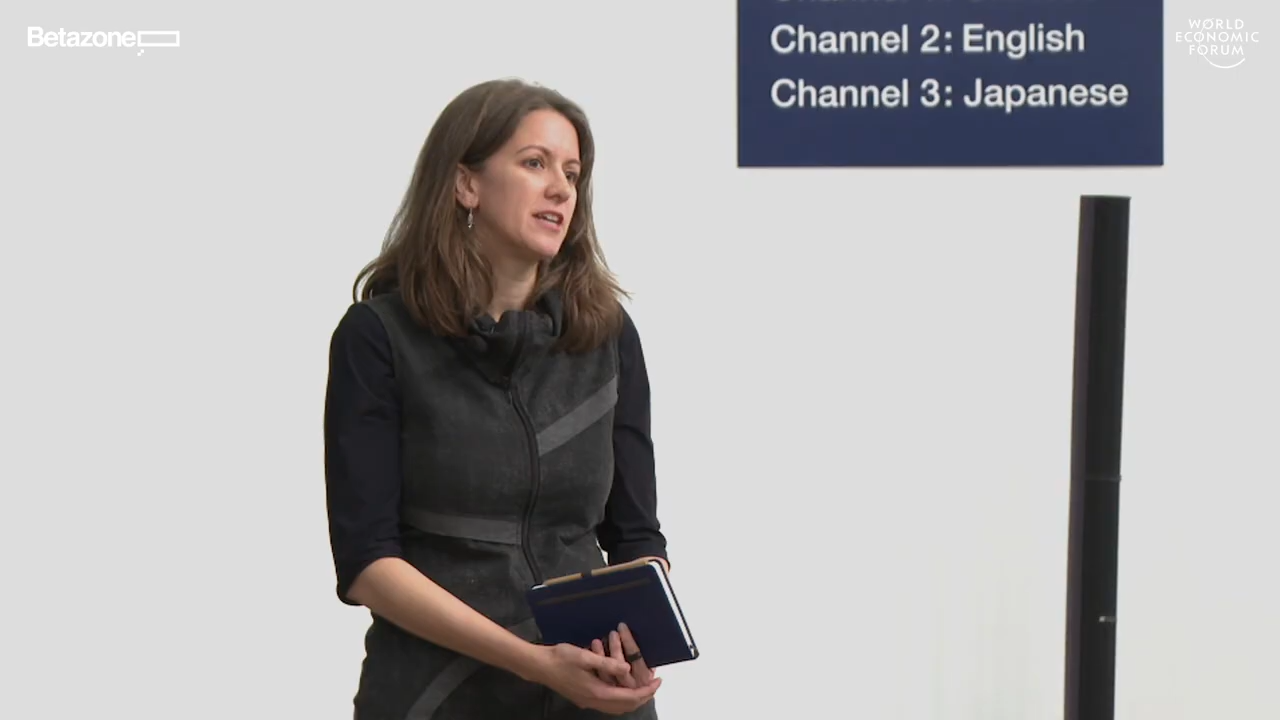 Betazone
WORLD
ECONOMIC
FORUM
Channel 2: English
Channel 3: Japanese